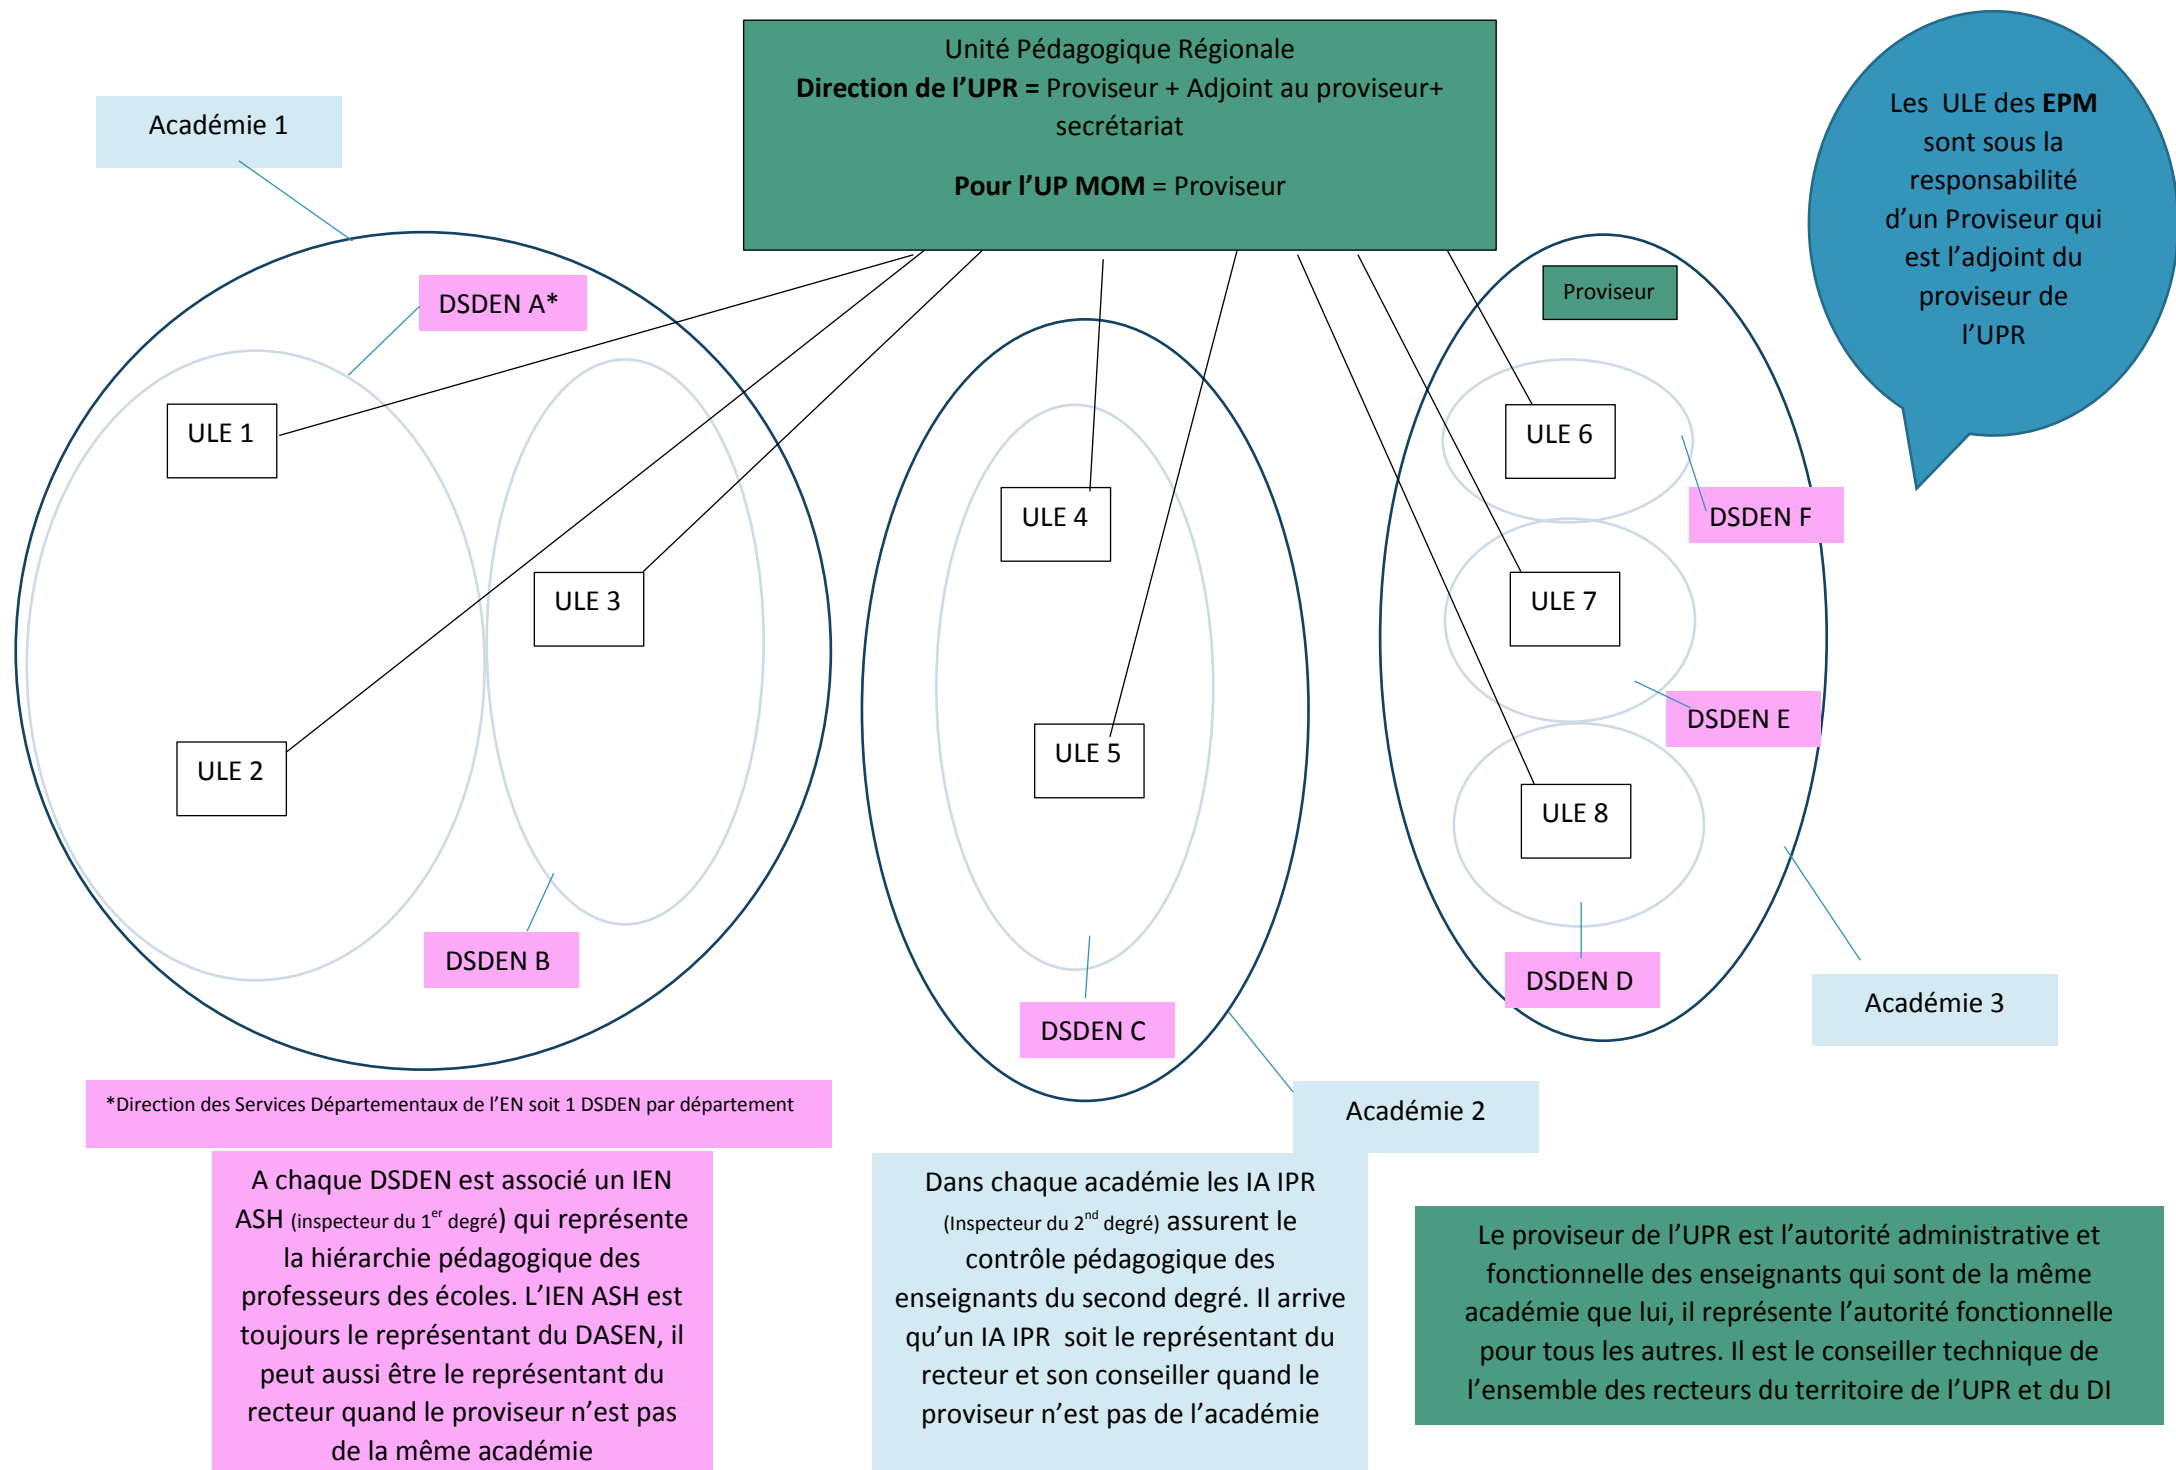 Unité Pédagogique Régionale
Direction de l’UPR = Proviseur + Adjoint au proviseur+
secrétariat
Pour l’UP MOM = Proviseur
Académie 1
Les ULE des EPM
sont sous la
responsabilité
d’un Proviseur qui
est l’adjoint du
proviseur de
l’UPR
DSDEN A*
Proviseur
ULE 1
ULE 6
ULE 4
DSDEN F
ULE 3
ULE 7
DSDEN E
ULE 2
ULE 5
ULE 8
DSDEN B
DSDEN D
DSDEN C
Académie 3
*Direction des Services Départementaux de l’EN soit 1 DSDEN par département
Académie 2
A chaque DSDEN est associé un IEN
ASH (inspecteur du 1er degré) qui représente
la hiérarchie pédagogique des
professeurs des écoles. L’IEN ASH est
toujours le représentant du DASEN, il
peut aussi être le représentant du
recteur quand le proviseur n’est pas
de la même académie
Dans chaque académie les IA IPR
(Inspecteur du 2nd degré) assurent le
contrôle pédagogique des
enseignants du second degré. Il arrive
qu’un IA IPR soit le représentant du
recteur et son conseiller quand le
proviseur n’est pas de l’académie
Le proviseur de l’UPR est l’autorité administrative et
fonctionnelle des enseignants qui sont de la même
académie que lui, il représente l’autorité fonctionnelle
pour tous les autres. Il est le conseiller technique de
l’ensemble des recteurs du territoire de l’UPR et du DI